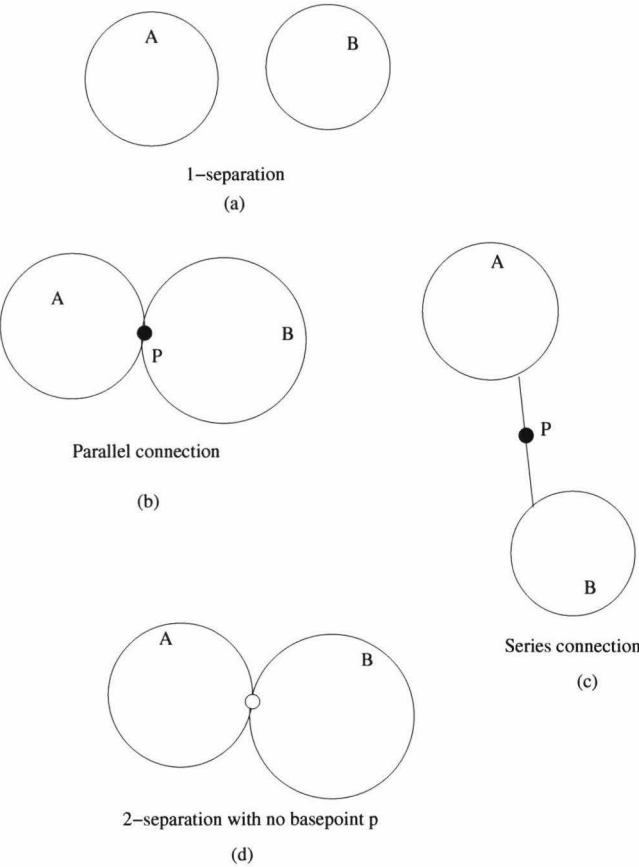 A
B
1−separation
(a)
A
B
P
Parallel connection
(b)
A
P
B
Series connection
(c)
A
B
2−separation with no basepoint p
(d)